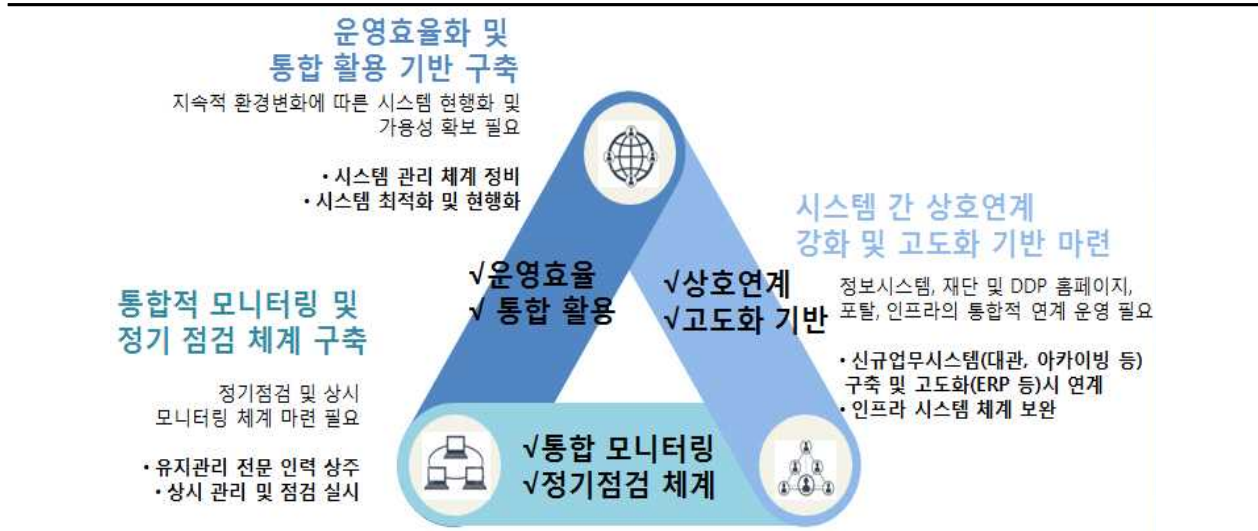 운영효율화 및
통합 활용 기반 구축
지속적 환경변화에 따른 시스템 현행화 및
가용성 확보 필요
• 시스템 관리 체계 정비
• 시스템 최적화 및 현행화
시스템 간 상호연계
강화 및 고도화 기반 마련
정보시스템, 재단 및 DDP 홈페이지,
포탈, 인프라의 통합적 연계 운영 필요
• 신규업무시스템(대관, 아카이빙 등)
구축 및 고도화(ERP 등)시 연계
• 인프라 시스템 체계 보완
√운영효율
√ 통합 활용
√상호연계
√고도화 기반
통합적 모니터링 및
정기 점검 체계 구축
정기점검 및 상시
모니터링 체계 마련 필요
• 유지관리 전문 인력 상주
• 상시 관리 및 점검 실시
√통합 모니터링
√정기점검 체계